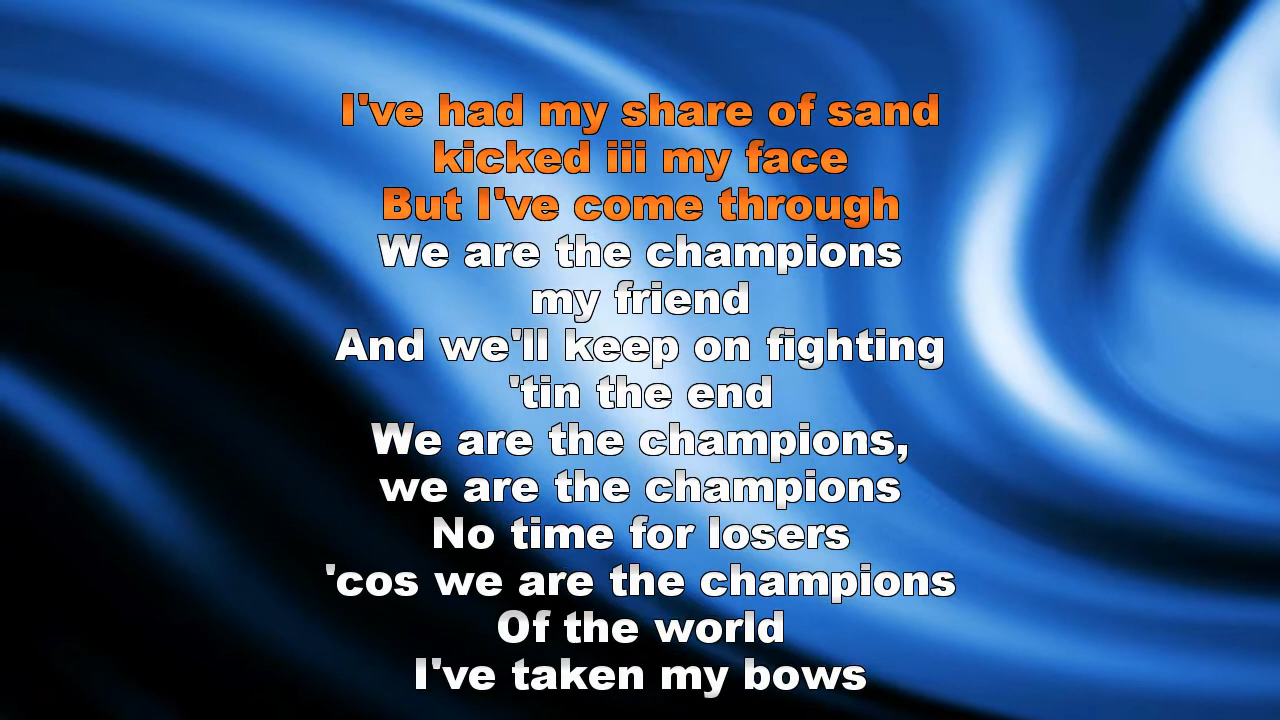 I've had my share of sand
kicked iii my face
But I've come through
We are the champions
my friend
And we'll keep on fighting
'tin the end
We are the champions,
we are the champions
No time for losers
'cos we are the champions
Of the world
I've taken my bows